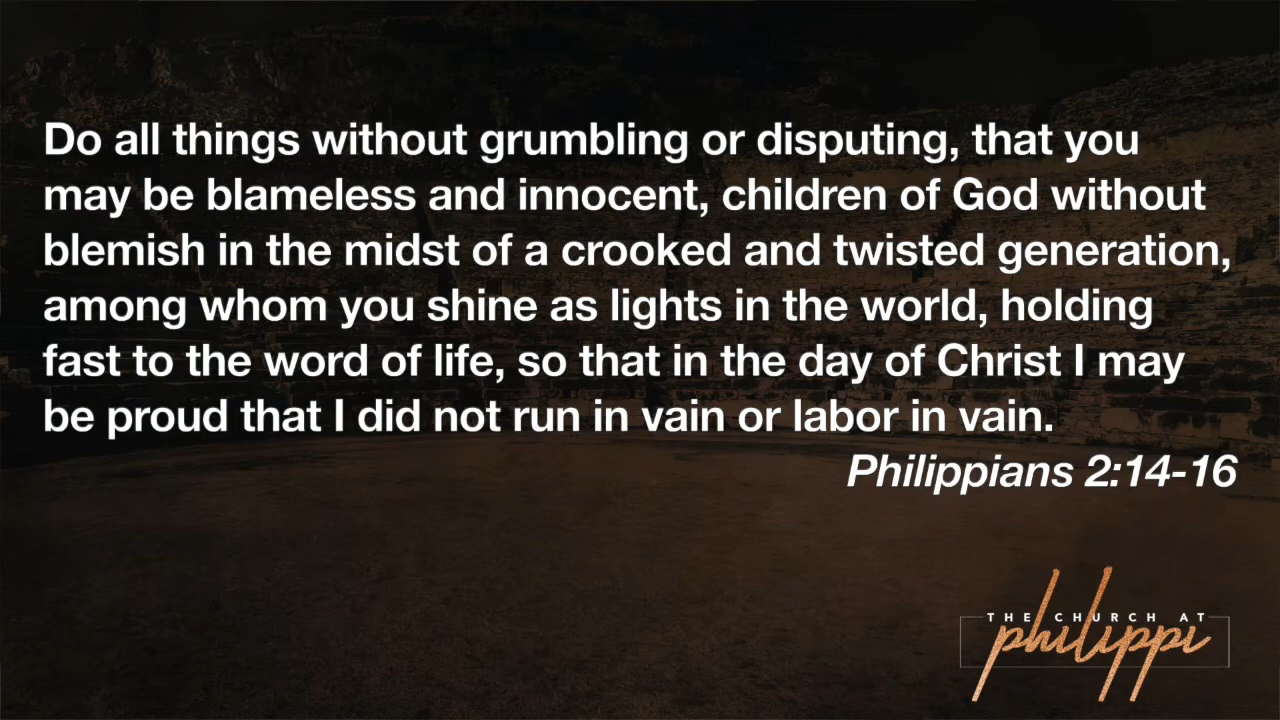 Do all things without grumbling or disputing, that you
may be blameless and innocent, children of God without
blemish in the midst of a crooked and twisted generation,
among whom you shine as lights in the world, holding
fast to the word of life, so that in the day of Christ I may
be proud that I did not run in vain or labor in vain.
Philippians 2:14-16
THE CHURCH AT
philippi